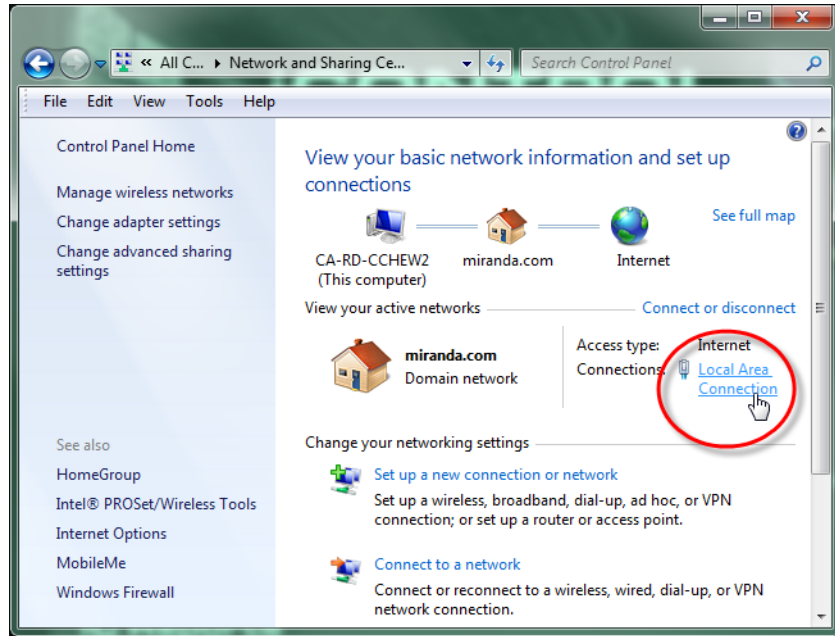 « All C... ▸ Network and Sharing Ce...
Search Control Panel
File Edit View Tools Help
Control Panel Home
Manage wireless networks
Change adapter settings
Change advanced sharing
settings
See also
HomeGroup
Intel® PROSet/Wireless Tools
Internet Options
MobileMe
Windows Firewall
View your basic network information and set up
connections
See full map
CA-RD-CCHEW2
(This computer)
miranda.com
Internet
View your active networks
Connect or disconnect
miranda.com
Domain network
Access type: Internet
Connections: Local Area
Connection
Change your networking settings
Set up a new connection or network
Set up a wireless, broadband, dial-up, ad hoc, or VPN
connection; or set up a router or access point.
Connect to a network
Connect or reconnect to a wireless, wired, dial-up, or VPN
network connection.